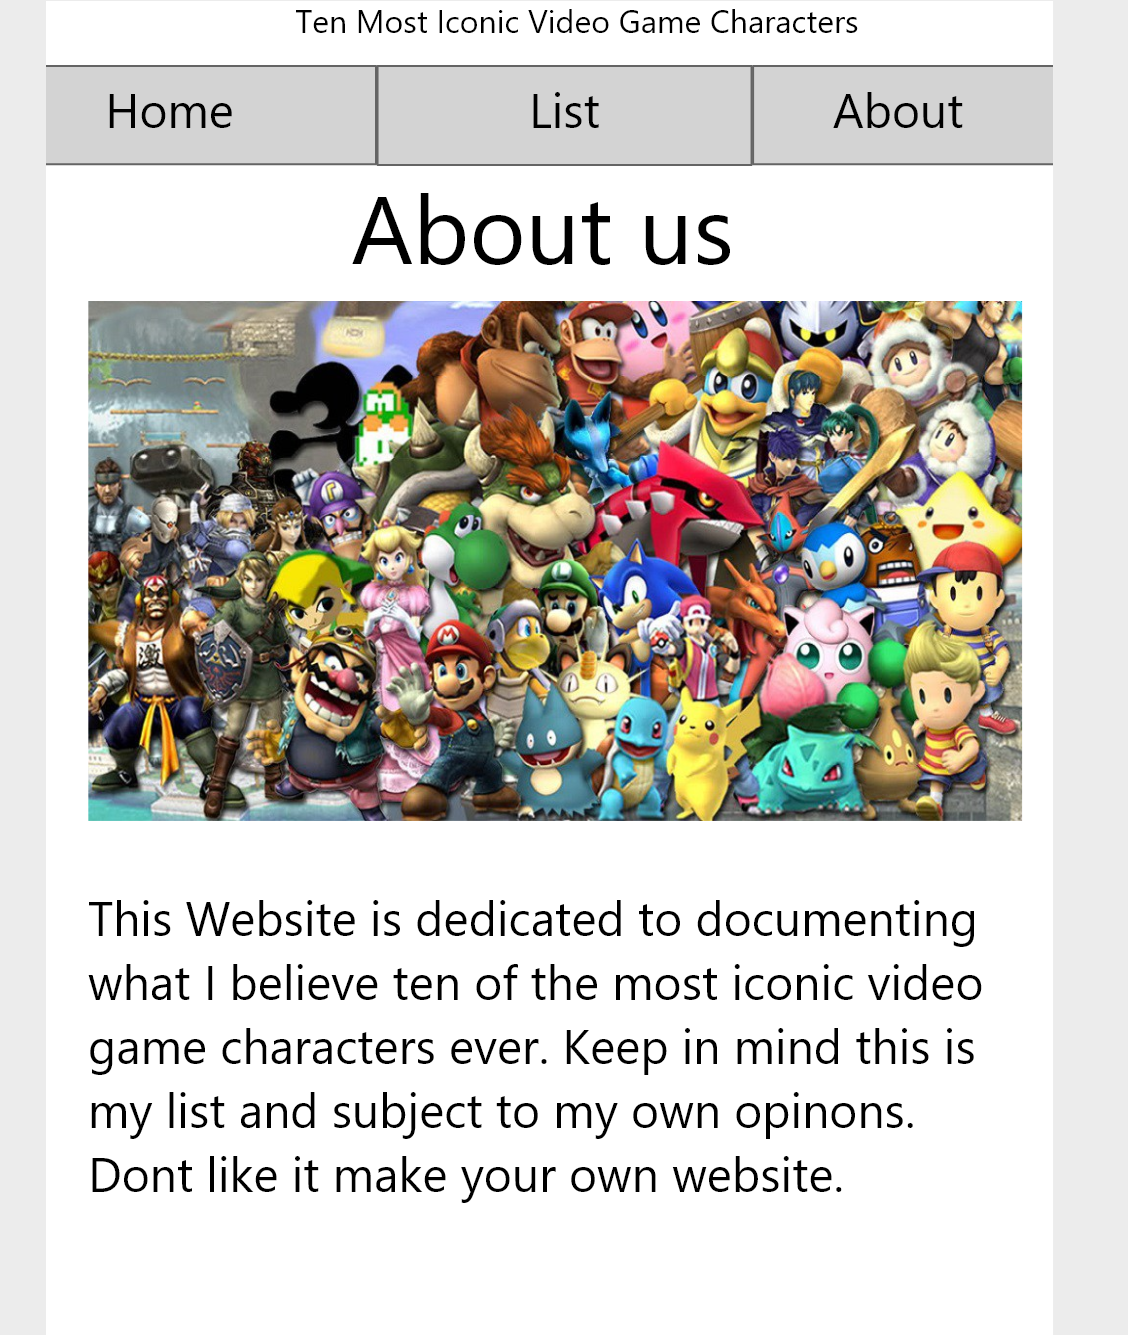 Ten Most Iconic Video Game Characters
Home List About
About us
This Website is dedicated to documenting
what I believe ten of the most iconic video
game characters ever. Keep in mind this is
my list and subject to my own opinons.
Dont like it make your own website.